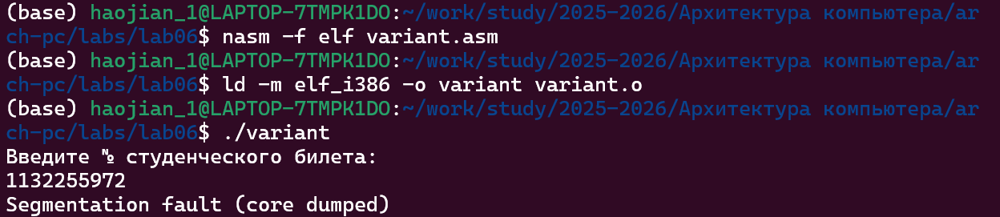 (base) haojian_1@LAPTOP-7TMPK1DO:~/work/study/2025-2026/Архитектура компьютера/ar
ch-pc/labs/lab06$ nasm -f elf variant.asm
(base) haojian_1@LAPTOP-7TMPK1DO:~/work/study/2025-2026/Архитектура компьютера/ar
ch-pc/labs/lab06$ ld -m elf_i386 -o variant variant.o
(base) haojian_1@LAPTOP-7TMPK1DO:~/work/study/2025-2026/Архитектура компьютера/ar
ch-pc/labs/lab06$ ./variant
Введите № студенческого билета:
1132255972
Segmentation fault (core dumped)